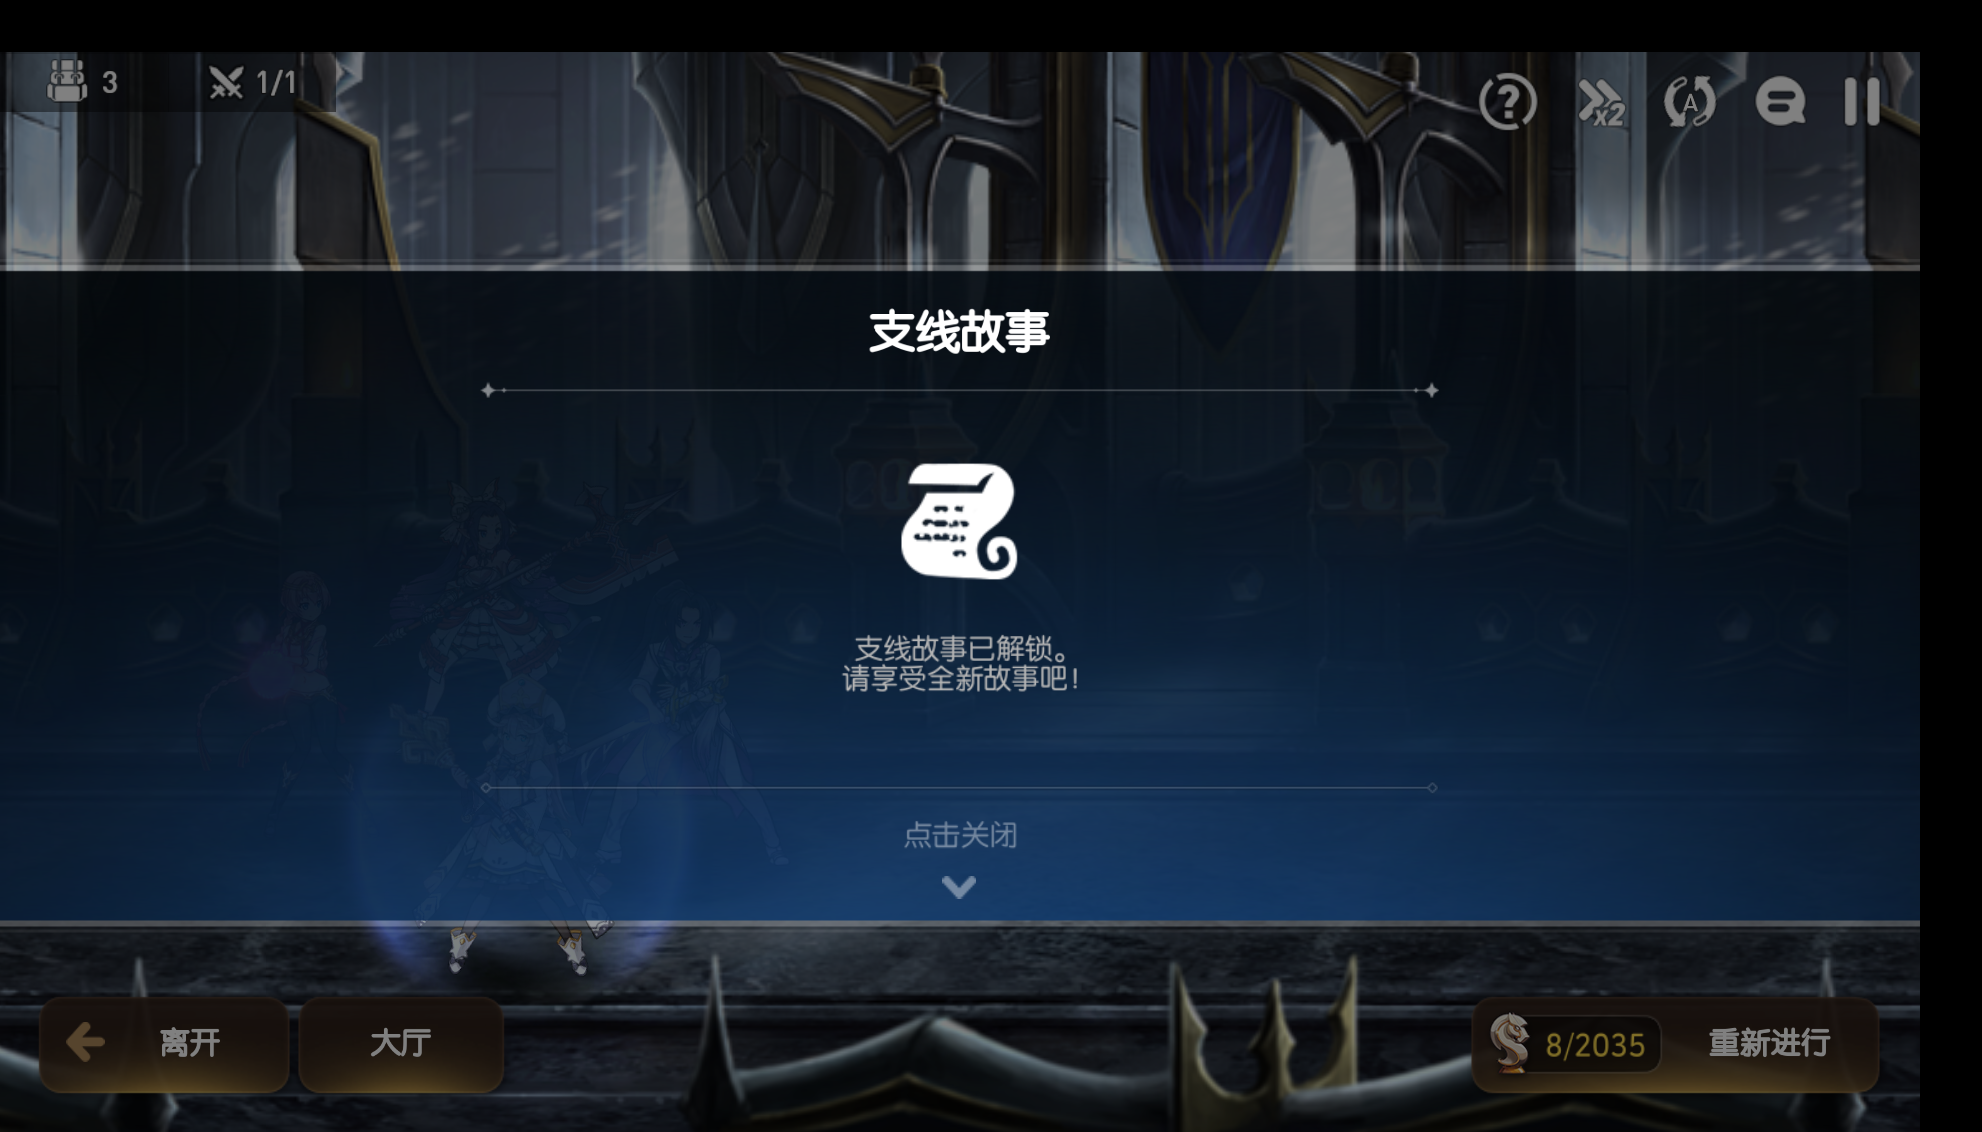 3
1/1
x2
A
支线故事
支线故事已解锁。
请享受全新故事吧！
点击关闭
离开
大厅
8/2035
重新进行